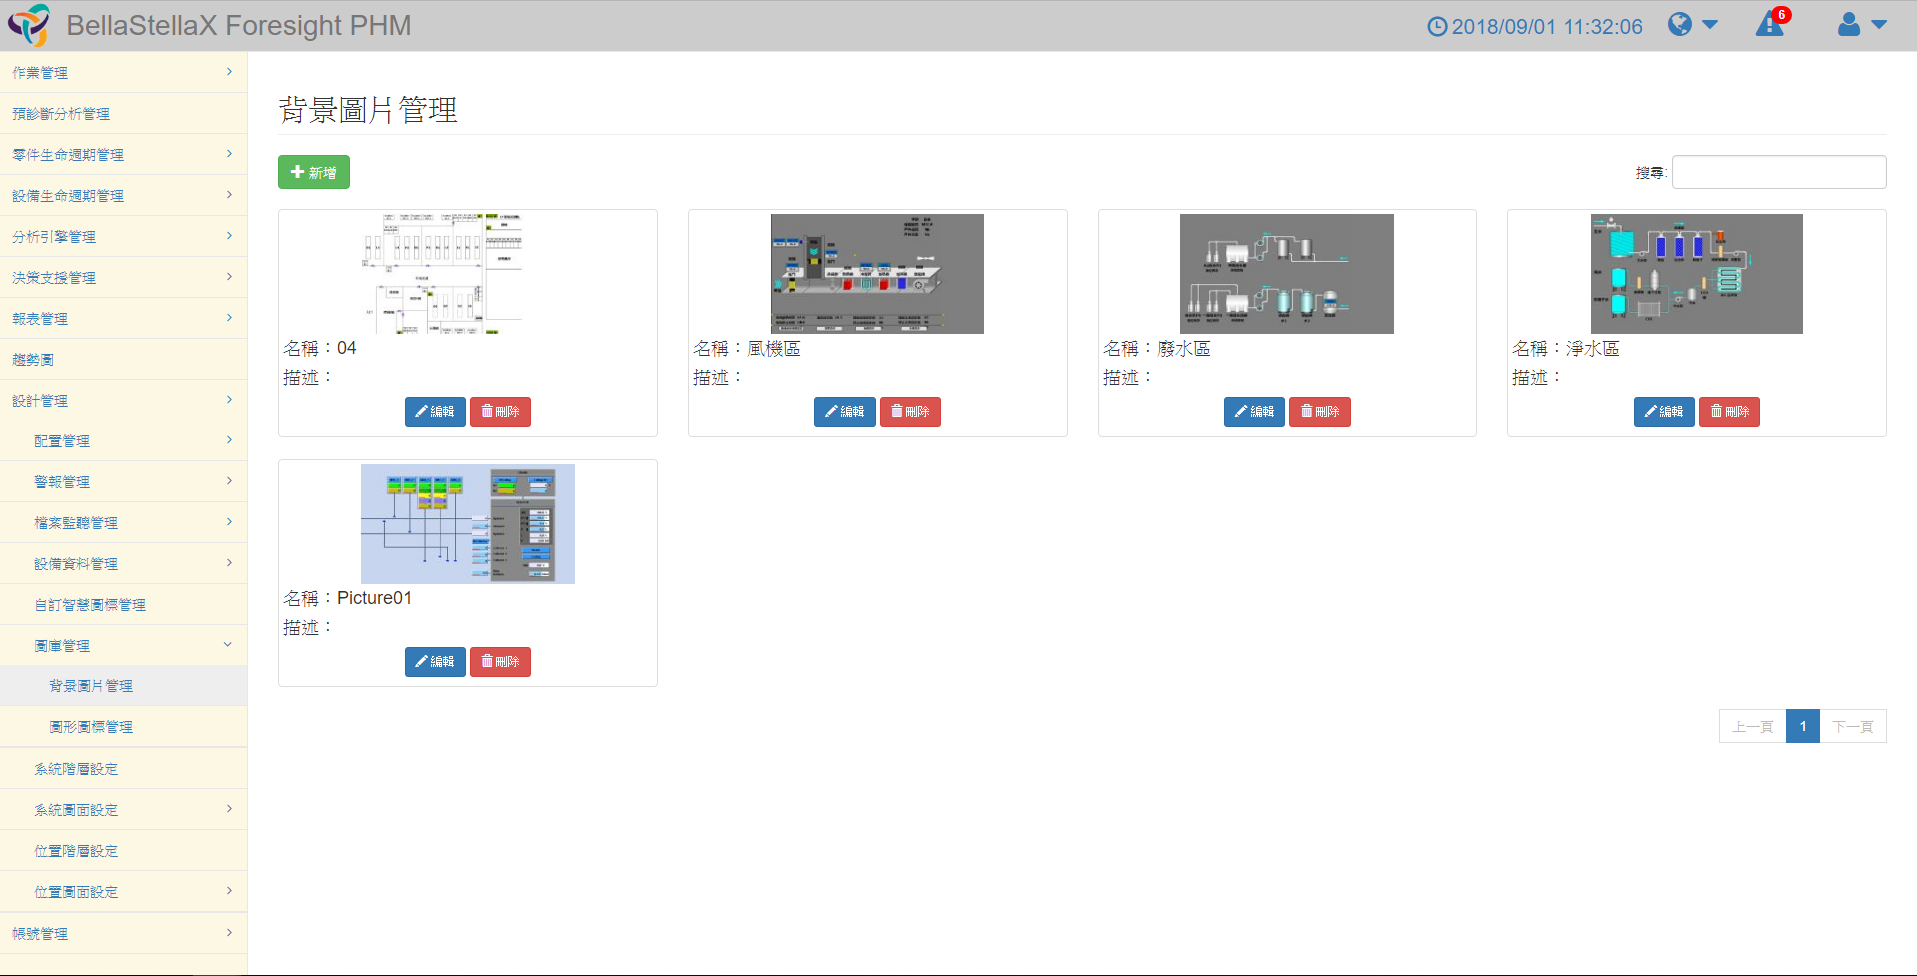 BellaStellaX Foresight PHM
2018/09/01 11:32:06
6
作業管理
預診斷分析管理
零件生命週期管理
設備生命週期管理
分析引擎管理
決策支援管理
報表管理
趨勢圖
設計管理
配置管理
警報管理
檔案監聽管理
設備資料管理
自訂智慧圖標管理
圖庫管理
背景圖片管理
圖形圖標管理
系統階層設定
系統圖面設定
位置階層設定
位置圖面設定
帳號管理
背景圖片管理
新增
搜尋:
名稱：04
描述：
編輯 刪除
名稱：風機區
描述：
編輯 刪除
名稱：廢水區
描述：
編輯 刪除
名稱：淨水區
描述：
編輯 刪除
名稱：Picture01
描述：
編輯 刪除
上一頁 1 下一頁